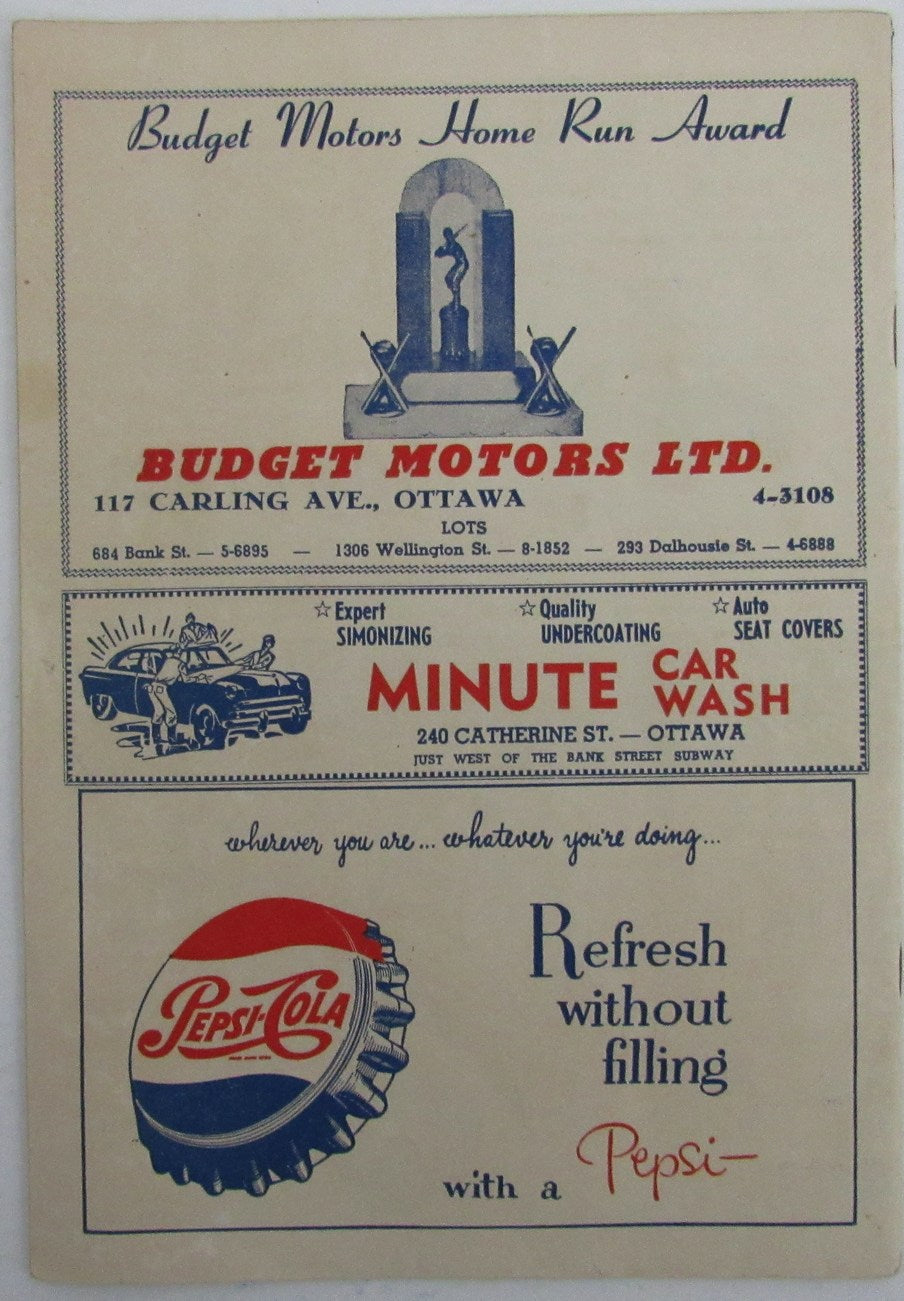 Budget Motors Home Run Award
BUDGET MOTORS LTD.
117 CARLING AVE., OTTAWA 4-3108
LOTS
684 Bank St. — 5-6895 — 1306 Wellington St. — 8-1852 — 293 Dalhousie St. — 4-6888
☆ Expert SIMONIZING
☆ Quality UNDERCOATING
☆ Auto SEAT COVERS
MINUTE CAR WASH
240 CATHERINE ST. — OTTAWA
JUST WEST OF THE BANK STREET SUBWAY
wherever you are... whatever you're doing...
PEPSI-COLA
Refresh
without
filling
with a Pepsi—